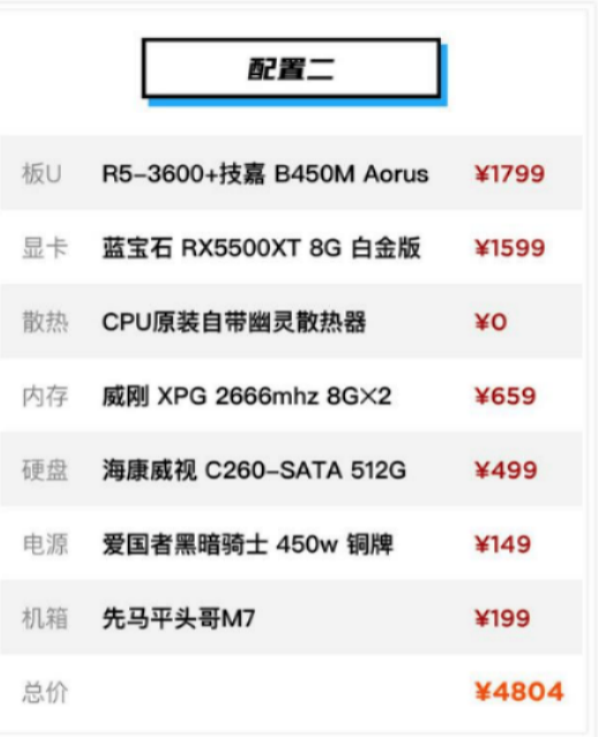 配置二
板U R5-3600+技嘉 B450M Aorus ¥1799
显卡 蓝宝石 RX5500XT 8G 白金版 ¥1599
散热 CPU原装自带幽灵散热器 ¥0
内存 威刚 XPG 2666mhz 8G×2 ¥659
硬盘 海康威视 C260-SATA 512G ¥499
电源 爱国者黑暗骑士 450w 铜牌 ¥149
机箱 先马平头哥M7 ¥199
总价 ¥4804